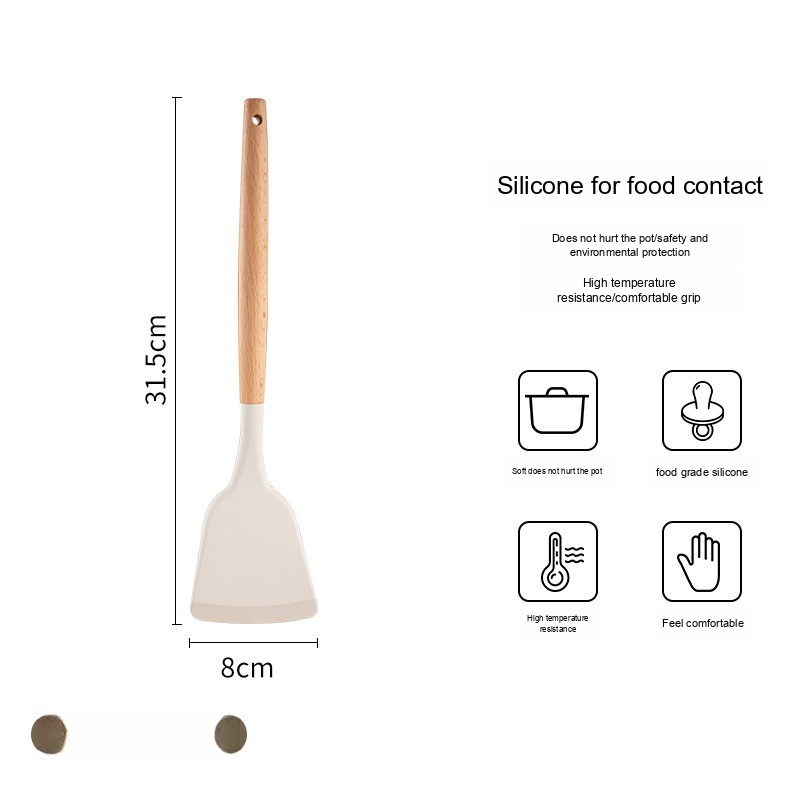 31.5cm
8cm
Silicone for food contact
Does not hurt the pot/safety and
environmental protection
High temperature
resistance/comfortable grip
Soft does not hurt the pot
food grade silicone
High temperature
resistance
Feel comfortable